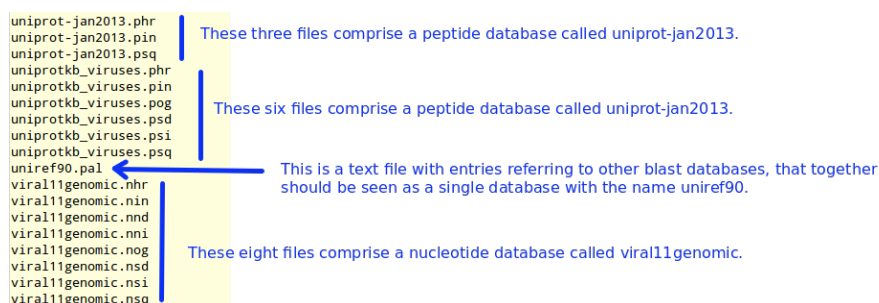 uniprot-jan2013.phr
uniprot-jan2013.pin
uniprot-jan2013.psq
These three files comprise a peptide database called uniprot-jan2013.
uniprotkb_viruses.phr
uniprotkb_viruses.pin
uniprotkb_viruses.pog
uniprotkb_viruses.psd
uniprotkb_viruses.psi
uniprotkb_viruses.psq
These six files comprise a peptide database called uniprot-jan2013.
uniref90.pal
This is a text file with entries referring to other blast databases, that together
should be seen as a single database with the name uniref90.
viral11genomic.nhr
viral11genomic.nin
viral11genomic.nnd
viral11genomic.nni
viral11genomic.nog
viral11genomic.nsd
viral11genomic.nsi
viral11genomic.nsq
These eight files comprise a nucleotide database called viral11genomic.